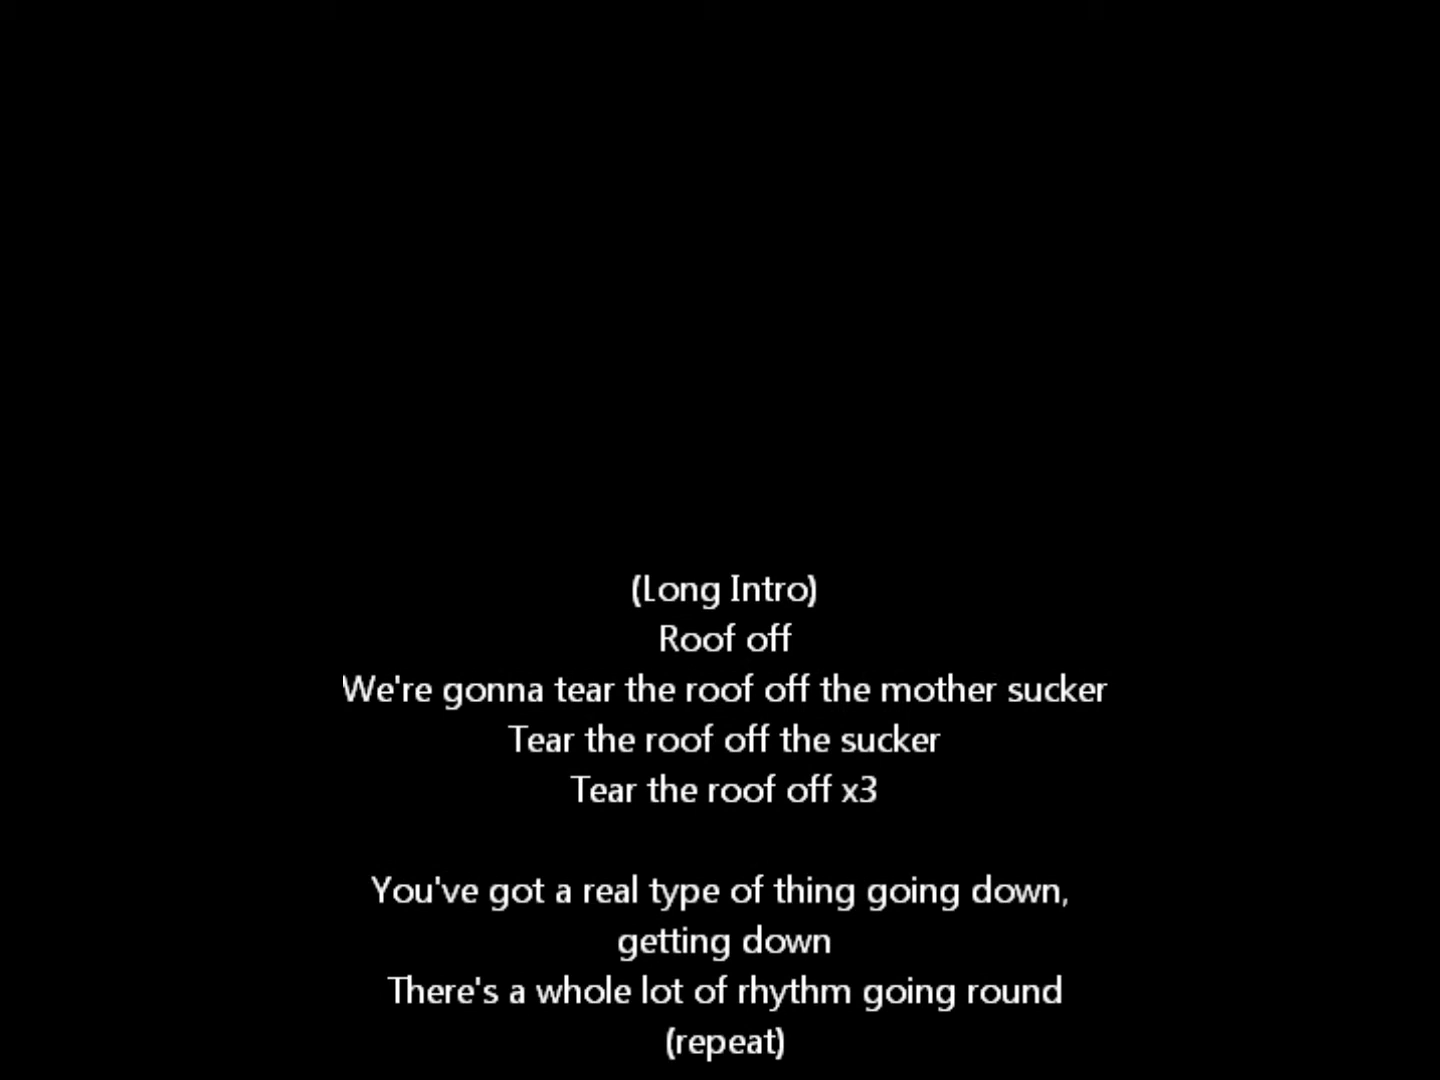 (Long Intro)
Roof off
We're gonna tear the roof off the mother sucker
Tear the roof off the sucker
Tear the roof off x3
You've got a real type of thing going down,
getting down
There's a whole lot of rhythm going round
(repeat)